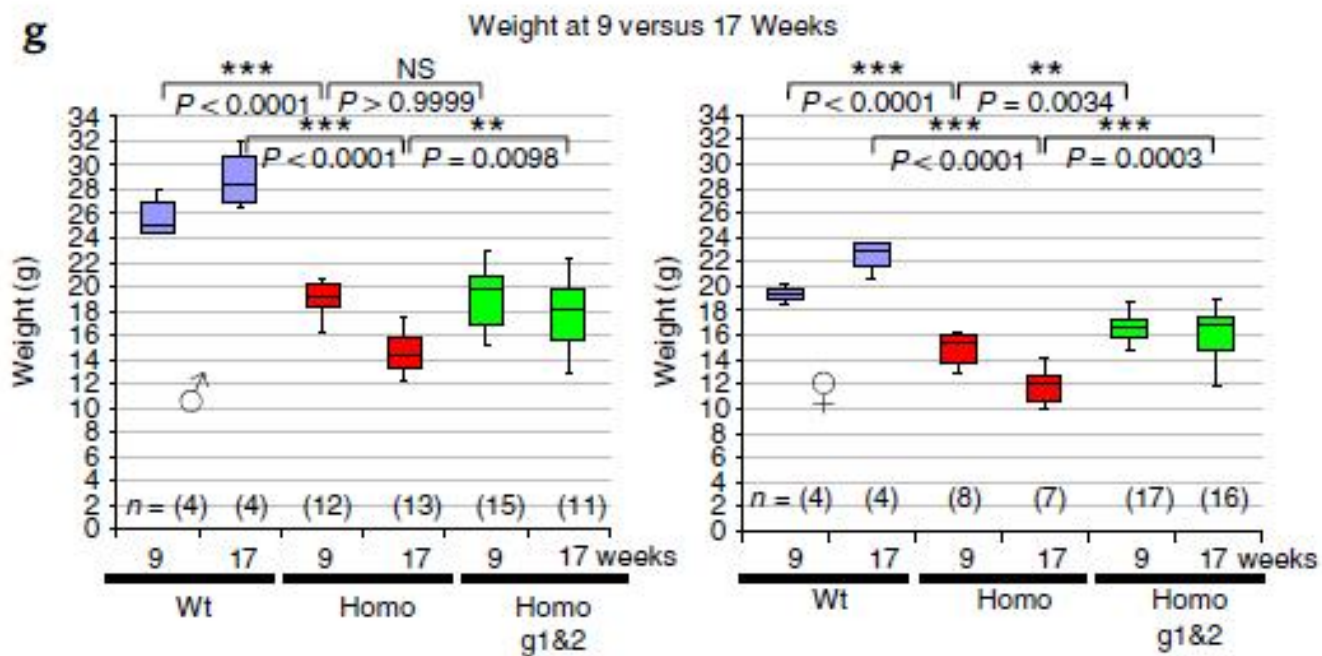 g
Weight at 9 versus 17 Weeks
*** NS
P < 0.0001 P > 0.9999
*** **
P < 0.0001 P = 0.0098
Weight (g)
34
32
30
28
26
24
22
20
18
16
14
12
10
8
6
4
2
0
♂
n = (4) (4) (12) (13) (15) (11)
9 17 9 17 9 17 weeks
Wt Homo Homo
g1&2
*** **
P < 0.0001 P = 0.0034
*** ***
P < 0.0001 P = 0.0003
Weight (g)
34
32
30
28
26
24
22
20
18
16
14
12
10
8
6
4
2
0
♀
n = (4) (4) (8) (7) (17) (16)
9 17 9 17 9 17 weeks
Wt Homo Homo
g1&2